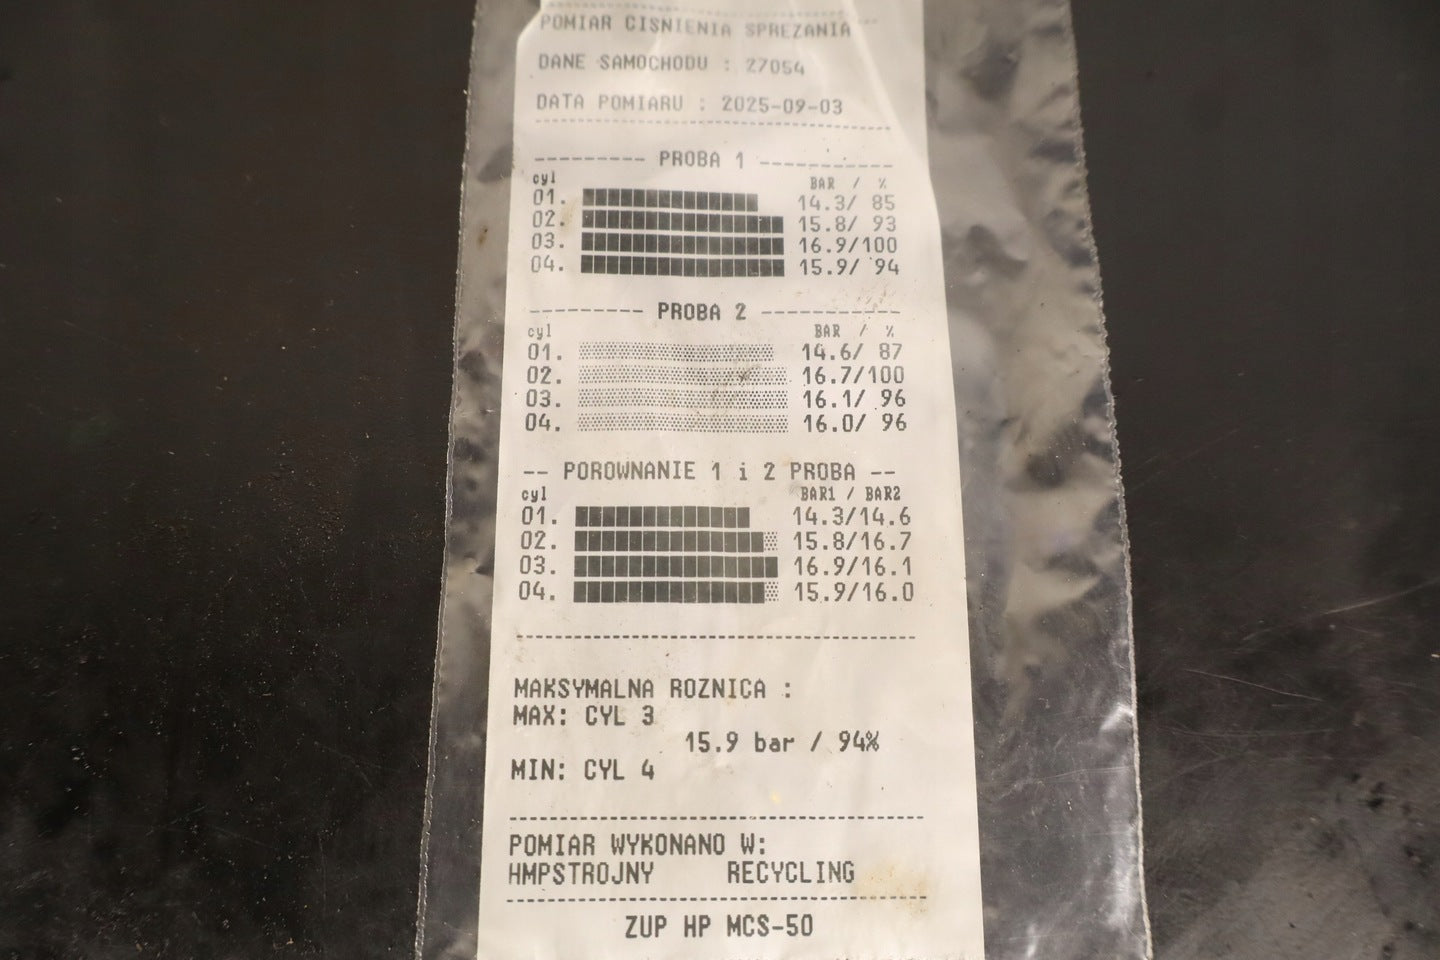 POMIAR CISNIENIA SPREZANIA
DANE SAMOCHODU : 27054
DATA POMIARU : 2025-09-03
--------- PROBA 1 ---------
cyl BAR / %
01. 14.3/ 85
02. 15.8/ 93
03. 16.9/100
04. 15.9/ 94
--------- PROBA 2 ---------
cyl BAR / %
01. 14.6/ 87
02. 16.7/100
03. 16.1/ 96
04. 16.0/ 96
-- POROWNANIE 1 i 2 PROBA --
cyl BAR1 / BAR2
01. 14.3/14.6
02. 15.8/16.7
03. 16.9/16.1
04. 15.9/16.0
MAKSYMALNA ROZNICA :
MAX: CYL 3
15.9 bar / 94%
MIN: CYL 4
POMIAR WYKONANO W:
HMPSTROJNY RECYCLING
ZUP HP MCS-50